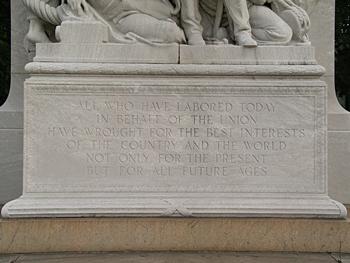 ALL WHO HAVE LABORED TODAY
IN BEHALF OF THE UNION
HAVE WROUGHT FOR THE BEST INTERESTS
OF THE COUNTRY AND THE WORLD
NOT ONLY FOR THE PRESENT
BUT FOR ALL FUTURE AGES